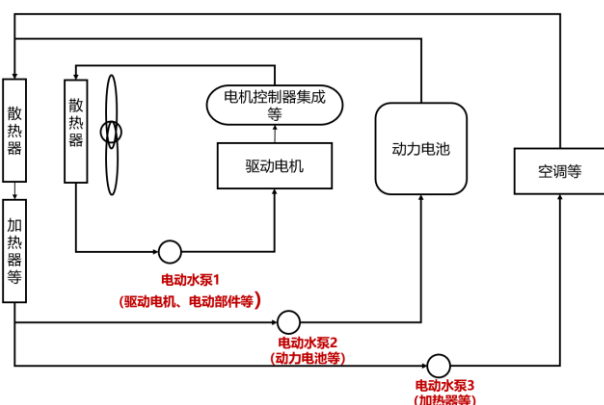 散热器
加热器等
散热器
电机控制器集成
等
驱动电机
动力电池
空调等
电动水泵1
(驱动电机、电动部件等)
电动水泵2
(动力电池等)
电动水泵3
(加热器等)